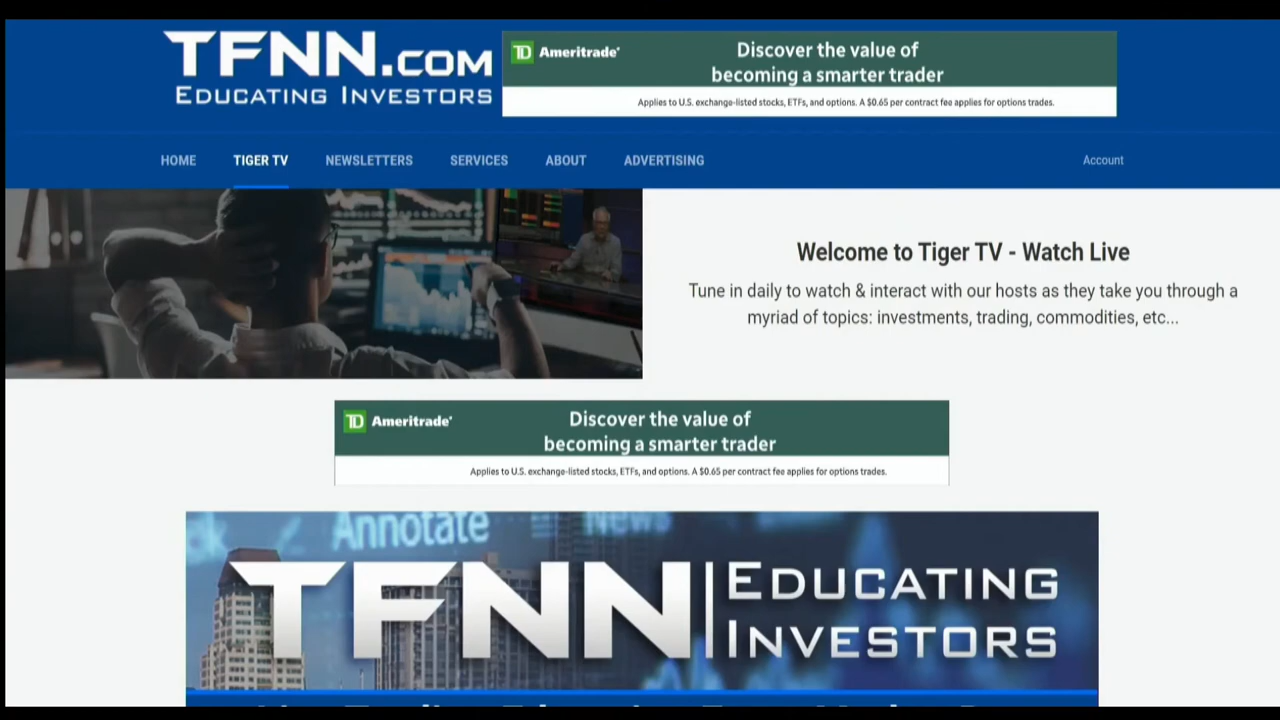 TFNN.COM
EDUCATING INVESTORS
TD Ameritrade
Discover the value of
becoming a smarter trader
Applies to U.S. exchange-listed stocks, ETFs, and options. A $0.65 per contract fee applies for options trades.
HOME TIGER TV NEWSLETTERS SERVICES ABOUT ADVERTISING Account
Welcome to Tiger TV - Watch Live
Tune in daily to watch & interact with our hosts as they take you through a
myriad of topics: investments, trading, commodities, etc...
TD Ameritrade
Discover the value of
becoming a smarter trader
Applies to U.S. exchange-listed stocks, ETFs, and options. A $0.65 per contract fee applies for options trades.
Annotate News
TFNN EDUCATING
INVESTORS